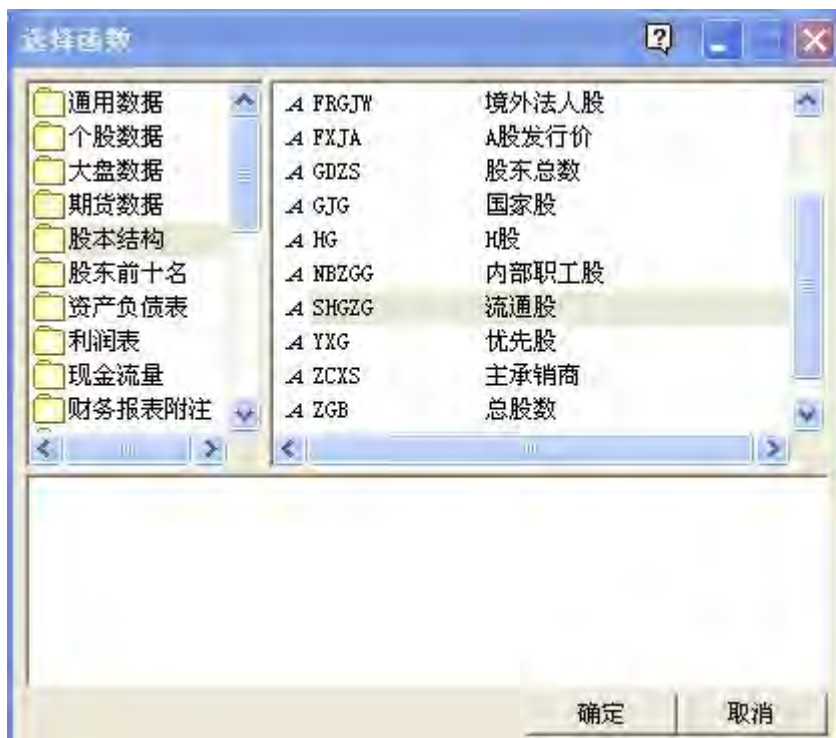 选择函数
通用数据
个股数据
大盘数据
期货数据
股本结构
股东前十名
资产负债表
利润表
现金流量
财务报表附注
A FRGJW 境外法人股
A FXJA A股发行价
A GDZS 股东总数
A GJG 国家股
A HG H股
A NBZGG 内部职工股
A SHGZG 流通股
A YXG 优先股
A ZCXS 主承销商
A ZGB 总股数
确定 取消